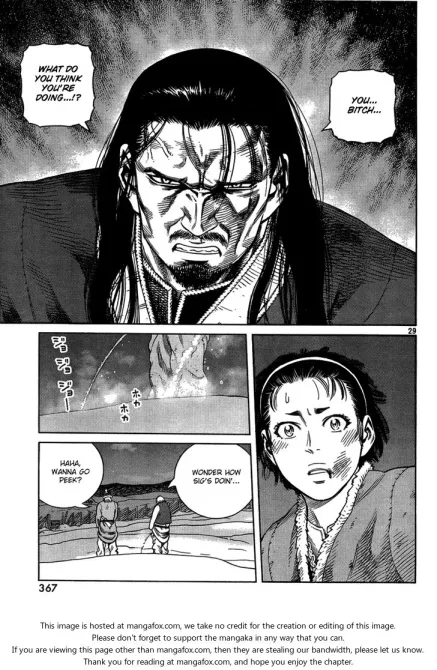 YOU...
BITCH...
WHAT DO
YOU THINK
YOU'RE
DOING...!?
29
ジョ
ジョ
ジョー
ホカ
ホカ
WONDER HOW
SIG'S DOIN'...
HAHA,
WANNA GO
PEEK?
367
This image is hosted at mangafox.com, we take no credit for the creation or editing of this image.
Please don't forget to support the mangaka in any way that you can.
If you are viewing this page other than mangafox.com, then they are stealing our bandwidth, please let us know.
Thank you for reading at mangafox.com, and hope you enjoy the chapter.